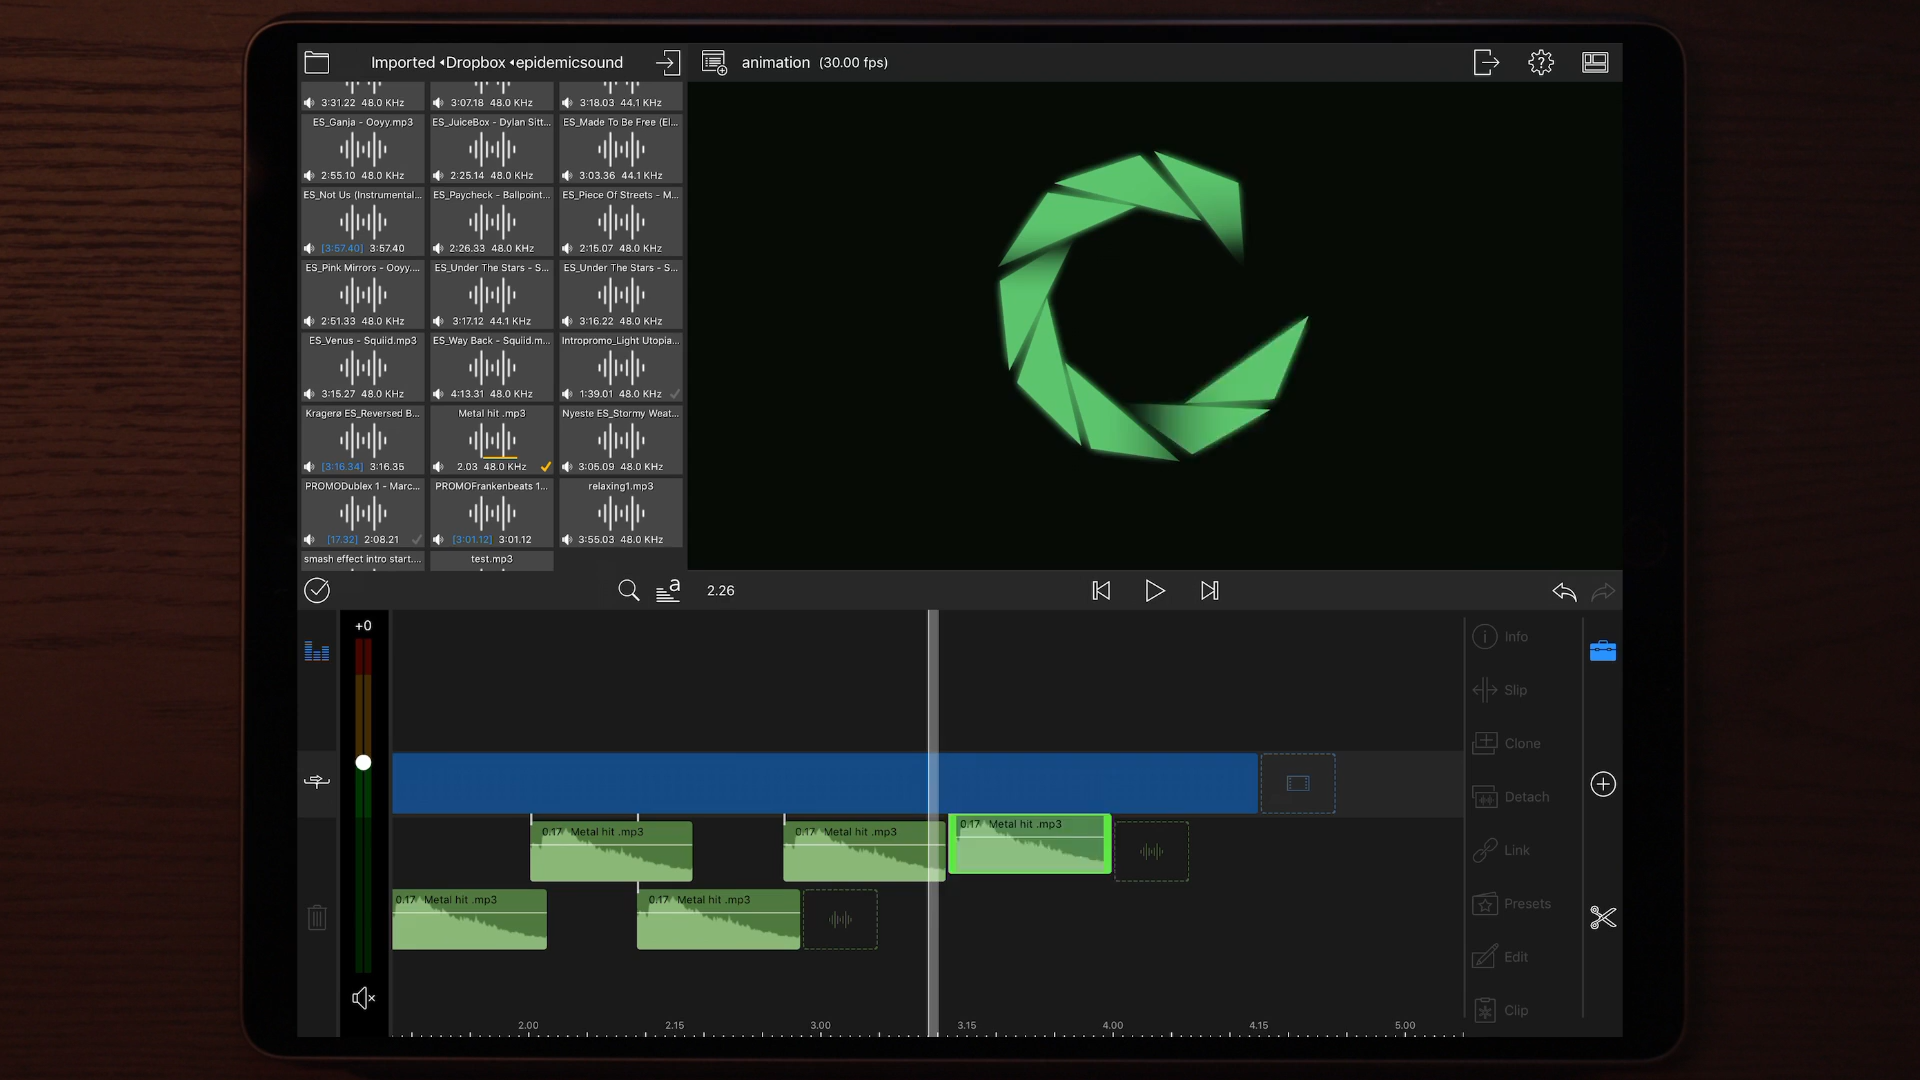 Imported ◂Dropbox ◂epidemicsound
animation (30.00 fps)
3:31.22 48.0 KHz
3:07.18 48.0 KHz
3:18.03 44.1 KHz
ES_Ganja - Ooyy.mp3
ES_JuiceBox - Dylan Sitt...
ES_Made To Be Free (El...
2:55.10 48.0 KHz
2:25.14 48.0 KHz
3:03.36 44.1 KHz
ES_Not Us (Instrumental...
ES_Paycheck - Ballpoint...
ES_Piece Of Streets - M...
[3:57.40] 3:57.40
2:26.33 48.0 KHz
2:15.07 48.0 KHz
ES_Pink Mirrors - Ooyy....
ES_Under The Stars - S...
ES_Under The Stars - S...
2:51.33 48.0 KHz
3:17.12 44.1 KHz
3:16.22 48.0 KHz
ES_Venus - Squiid.mp3
ES_Way Back - Squiid.m...
Intropromo_Light Utopia...
3:15.27 48.0 KHz
4:13.31 48.0 KHz
1:39.01 48.0 KHz
Kragerø ES_Reversed B...
Metal hit .mp3
Nyeste ES_Stormy Weat...
[3:16.34] 3:16.35
2.03 48.0 KHz
3:05.09 48.0 KHz
PROMODublex 1 - Marc...
PROMOFrankenbeats 1...
relaxing1.mp3
[17.32] 2:08.21
[3:01.12] 3:01.12
3:55.03 48.0 KHz
smash effect intro start....
test.mp3
a
2.26
+0
Info
Slip
Clone
Detach
Link
Presets
Edit
Clip
0.17 Metal hit .mp3
0.17 Metal hit .mp3
0.17 Metal hit .mp3
0.17 Metal hit .mp3
0.17 Metal hit .mp3
2.00
2.15
3.00
3.15
4.00
4.15
5.00